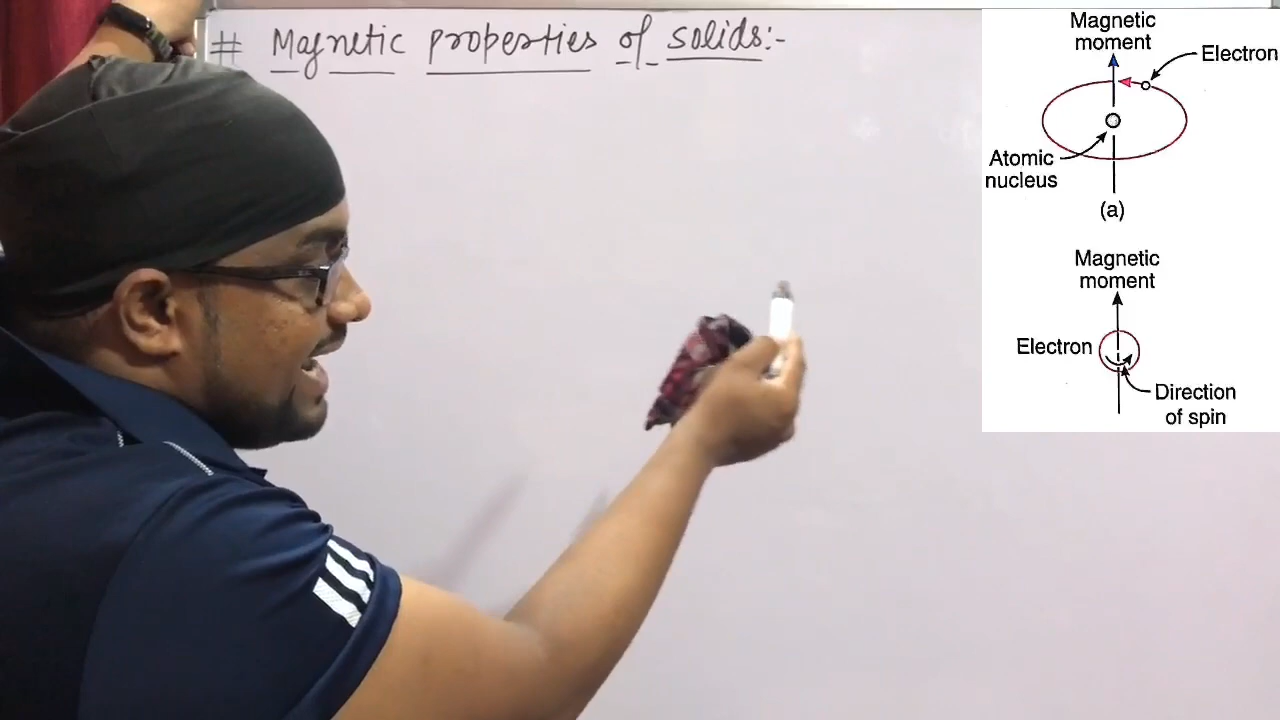 # Magnetic properties of solids:-
Magnetic
moment
Electron
Atomic
nucleus
(a)
Magnetic
moment
Electron
Direction
of spin